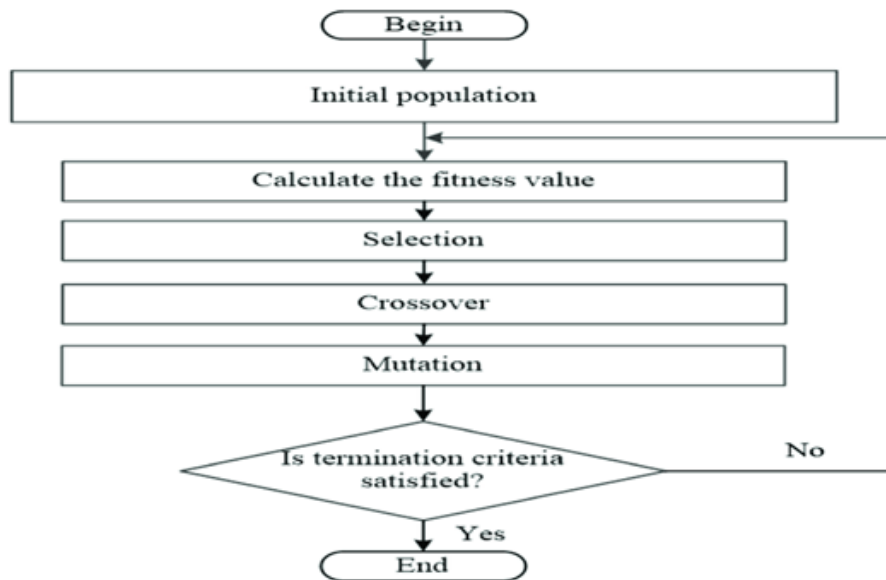 Begin
Initial population
Calculate the fitness value
Selection
Crossover
Mutation
Is termination criteria
satisfied?
No
Yes
End